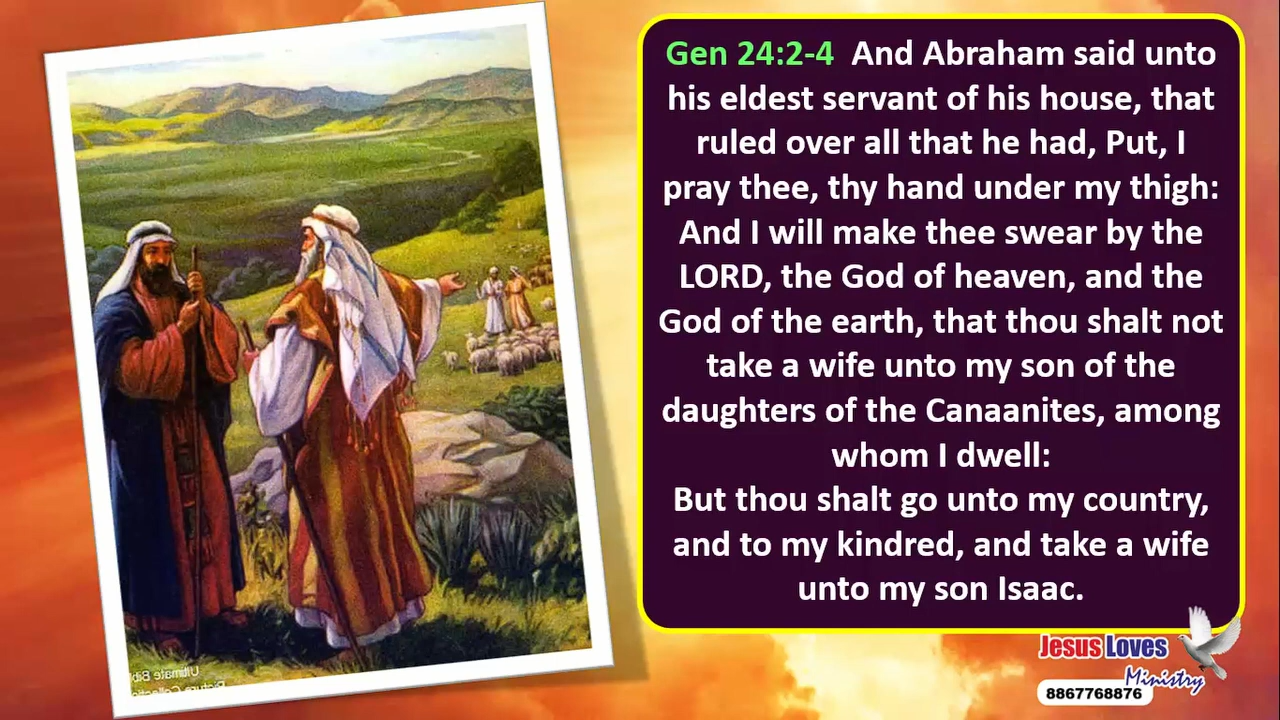 Gen 24:2-4  And Abraham said unto
his eldest servant of his house, that
ruled over all that he had, Put, I
pray thee, thy hand under my thigh:
And I will make thee swear by the
LORD, the God of heaven, and the
God of the earth, that thou shalt not
take a wife unto my son of the
daughters of the Canaanites, among
whom I dwell:
But thou shalt go unto my country,
and to my kindred, and take a wife
unto my son Isaac.
Jesus Loves
Ministry
8867768876
Ultimate Bib
Picture Collectio